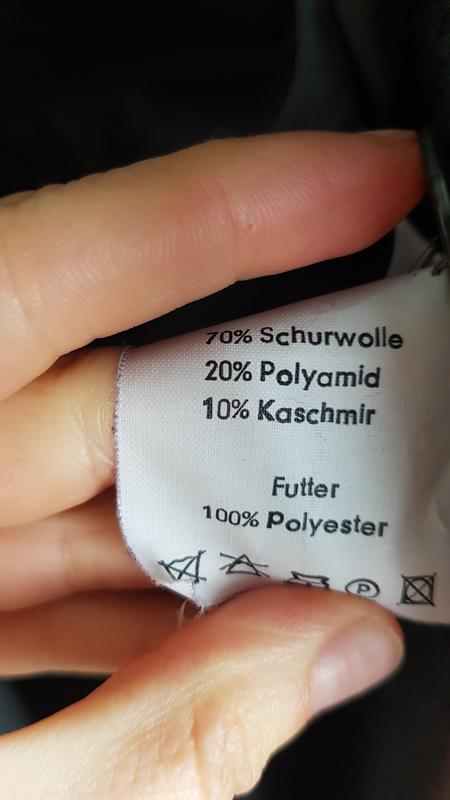 70% Schurwolle
20% Polyamid
10% Kaschmir
Futter
100% Polyester
P